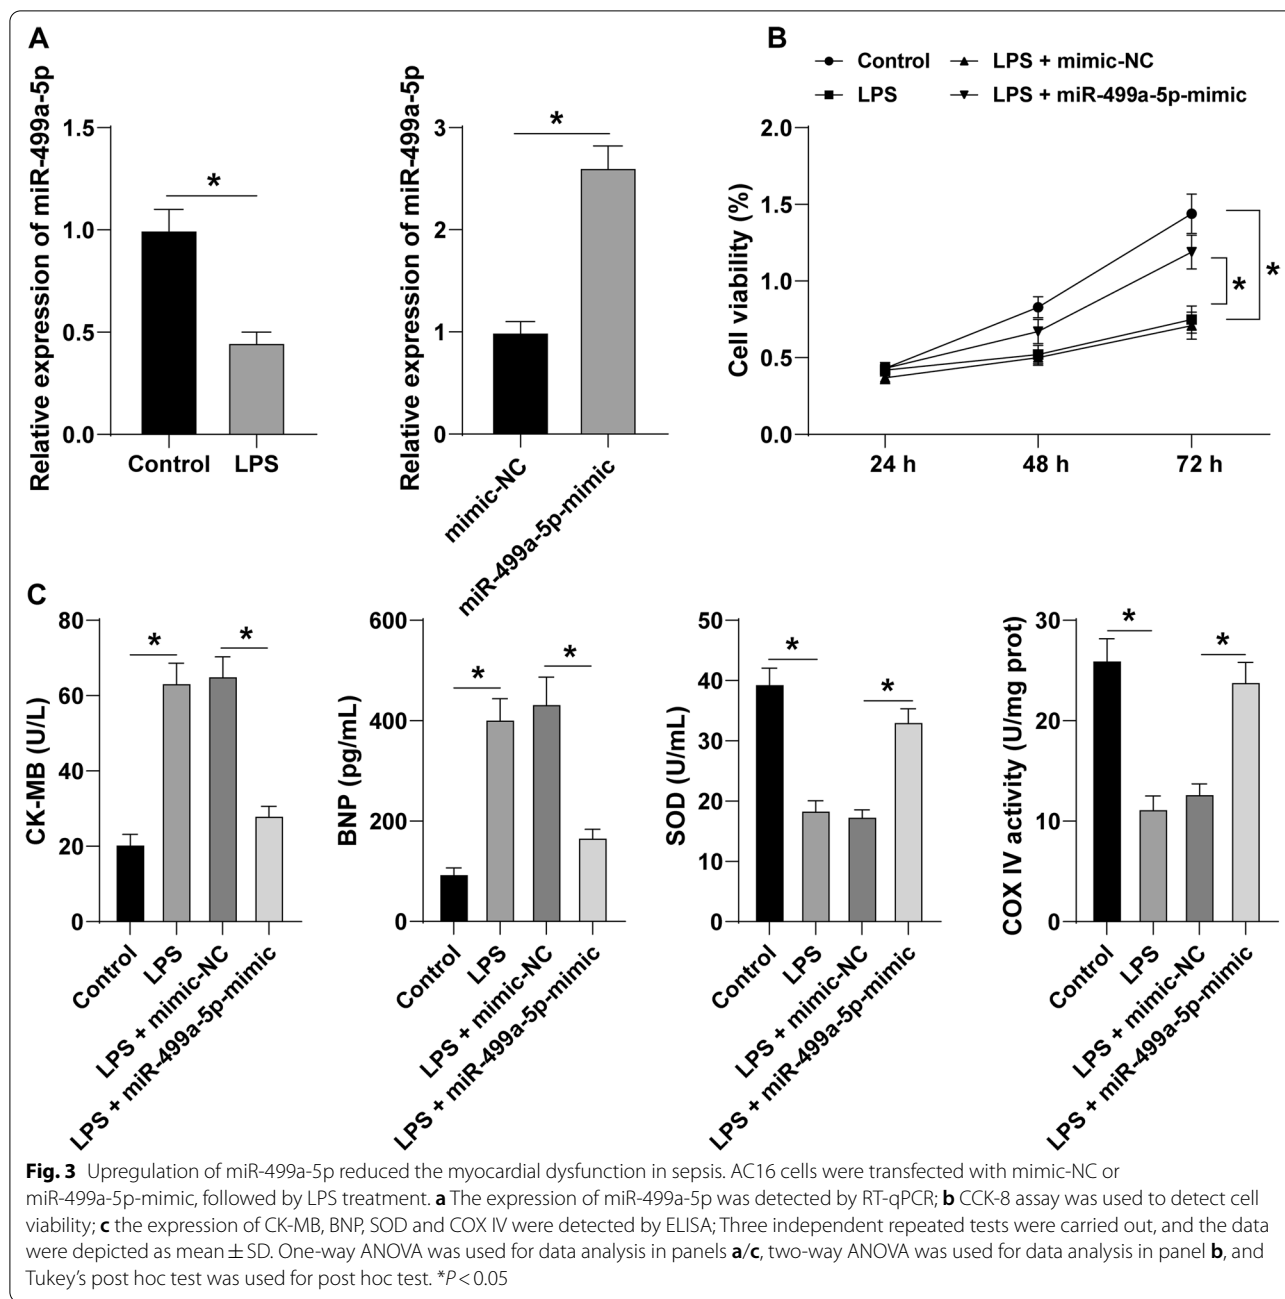 A
Relative expression of miR-499a-5p
1.5
1.0
0.5
0.0
*
Control
LPS
Relative expression of miR-499a-5p
3
2
1
0
*
mimic-NC
miR-499a-5p-mimic
B
Control
LPS + mimic-NC
LPS
LPS + miR-499a-5p-mimic
Cell viability (%)
2.0
1.5
1.0
0.5
0.0
*
*
24 h
48 h
72 h
C
CK-MB (U/L)
80
60
40
20
0
*
*
Control
LPS
LPS + mimic-NC
LPS + miR-499a-5p-mimic
BNP (pg/mL)
600
400
200
0
*
*
Control
LPS
LPS + mimic-NC
LPS + miR-499a-5p-mimic
SOD (U/mL)
50
40
30
20
10
0
*
*
Control
LPS
LPS + mimic-NC
LPS + miR-499a-5p-mimic
COX IV activity (U/mg prot)
30
20
10
0
*
*
Control
LPS
LPS + mimic-NC
LPS + miR-499a-5p-mimic
Fig. 3 Upregulation of miR-499a-5p reduced the myocardial dysfunction in sepsis. AC16 cells were transfected with mimic-NC or
miR-499a-5p-mimic, followed by LPS treatment. a The expression of miR-499a-5p was detected by RT-qPCR; b CCK-8 assay was used to detect cell
viability; c the expression of CK-MB, BNP, SOD and COX IV were detected by ELISA; Three independent repeated tests were carried out, and the data
were depicted as mean ± SD. One-way ANOVA was used for data analysis in panels a/c, two-way ANOVA was used for data analysis in panel b, and
Tukey's post hoc test was used for post hoc test. *P < 0.05